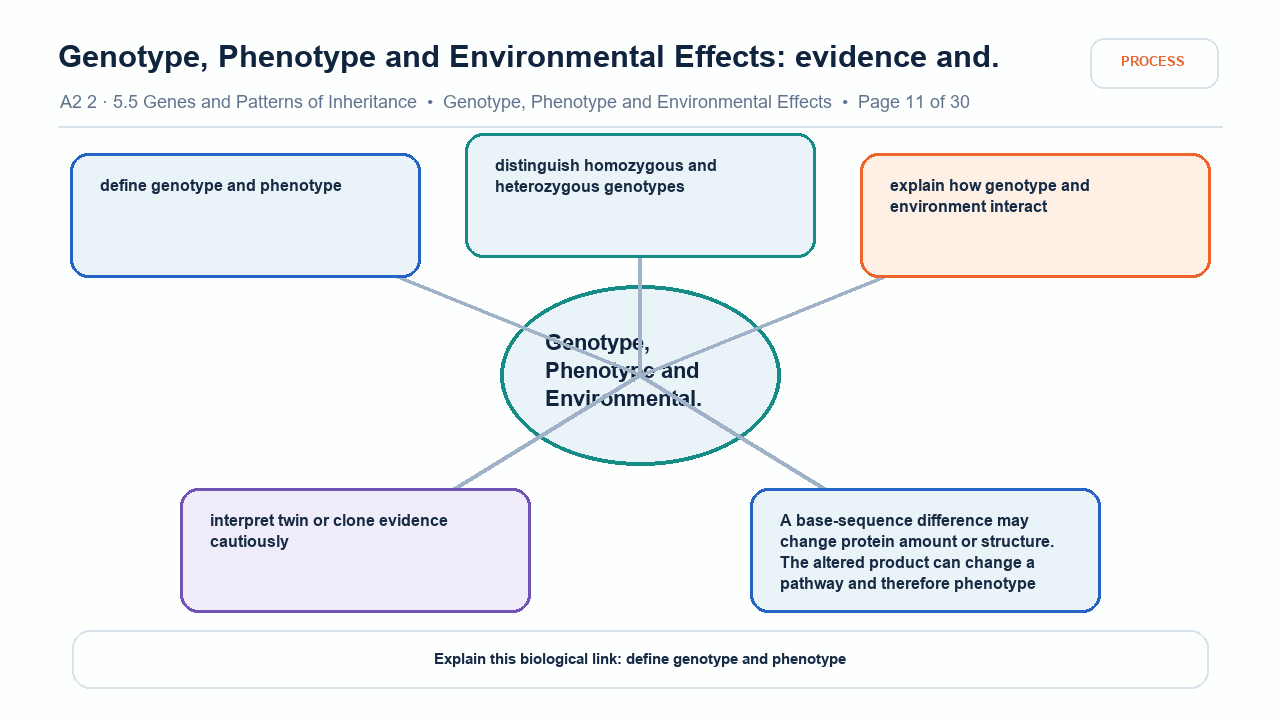 Genotype, Phenotype and Environmental Effects: evidence and.
PROCESS
A2 2 · 5.5 Genes and Patterns of Inheritance • Genotype, Phenotype and Environmental Effects • Page 11 of 30
define genotype and phenotype
distinguish homozygous and
heterozygous genotypes
explain how genotype and
environment interact
Genotype,
Phenotype and
Environmental.
interpret twin or clone evidence
cautiously
A base-sequence difference may
change protein amount or structure.
The altered product can change a
pathway and therefore phenotype
Explain this biological link: define genotype and phenotype